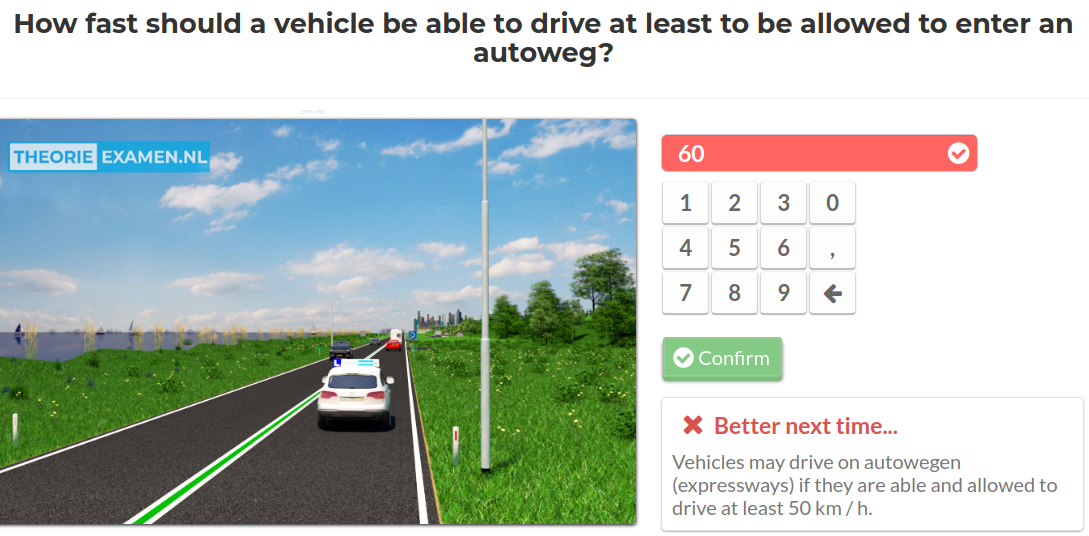 How fast should a vehicle be able to drive at least to be allowed to enter an
autoweg?
THEORIE EXAMEN.NL
L
60
1 2 3 0
4 5 6 ,
7 8 9
Confirm
Better next time...
Vehicles may drive on autowegen
(expressways) if they are able and allowed to
drive at least 50 km / h.